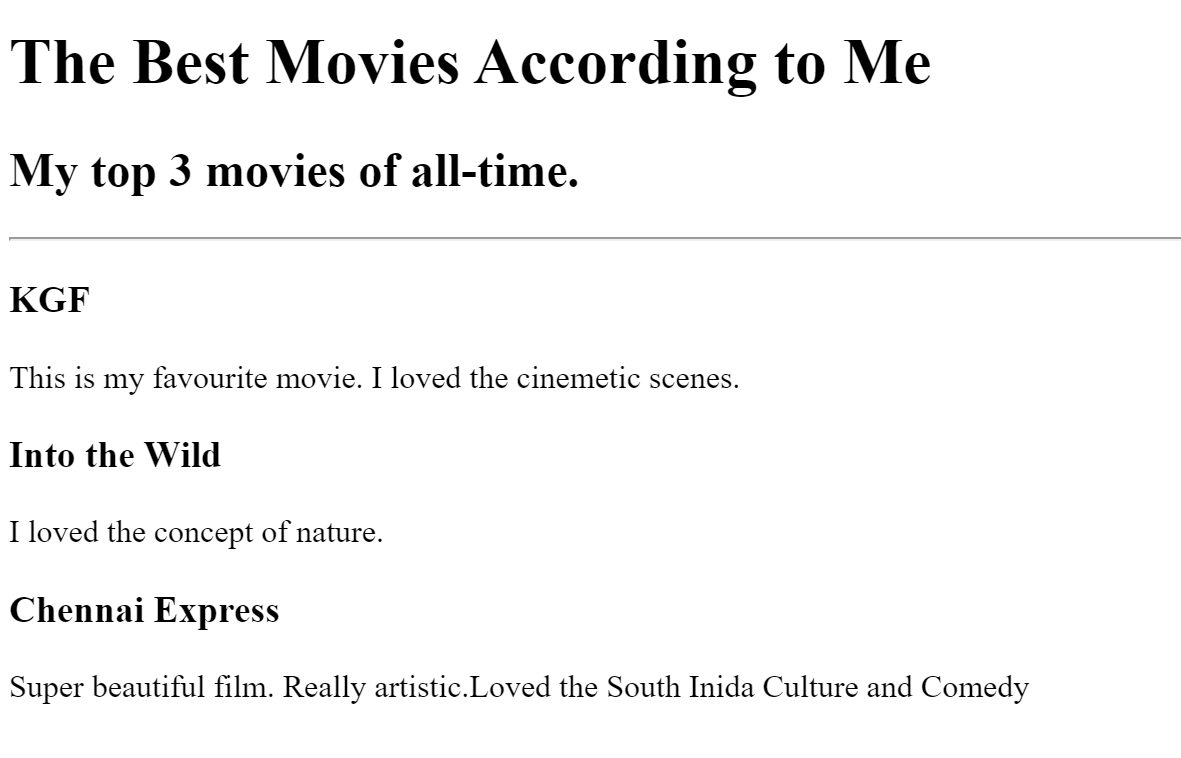 The Best Movies According to Me
My top 3 movies of all-time.
KGF
This is my favourite movie. I loved the cinemetic scenes.
Into the Wild
I loved the concept of nature.
Chennai Express
Super beautiful film. Really artistic.Loved the South Inida Culture and Comedy